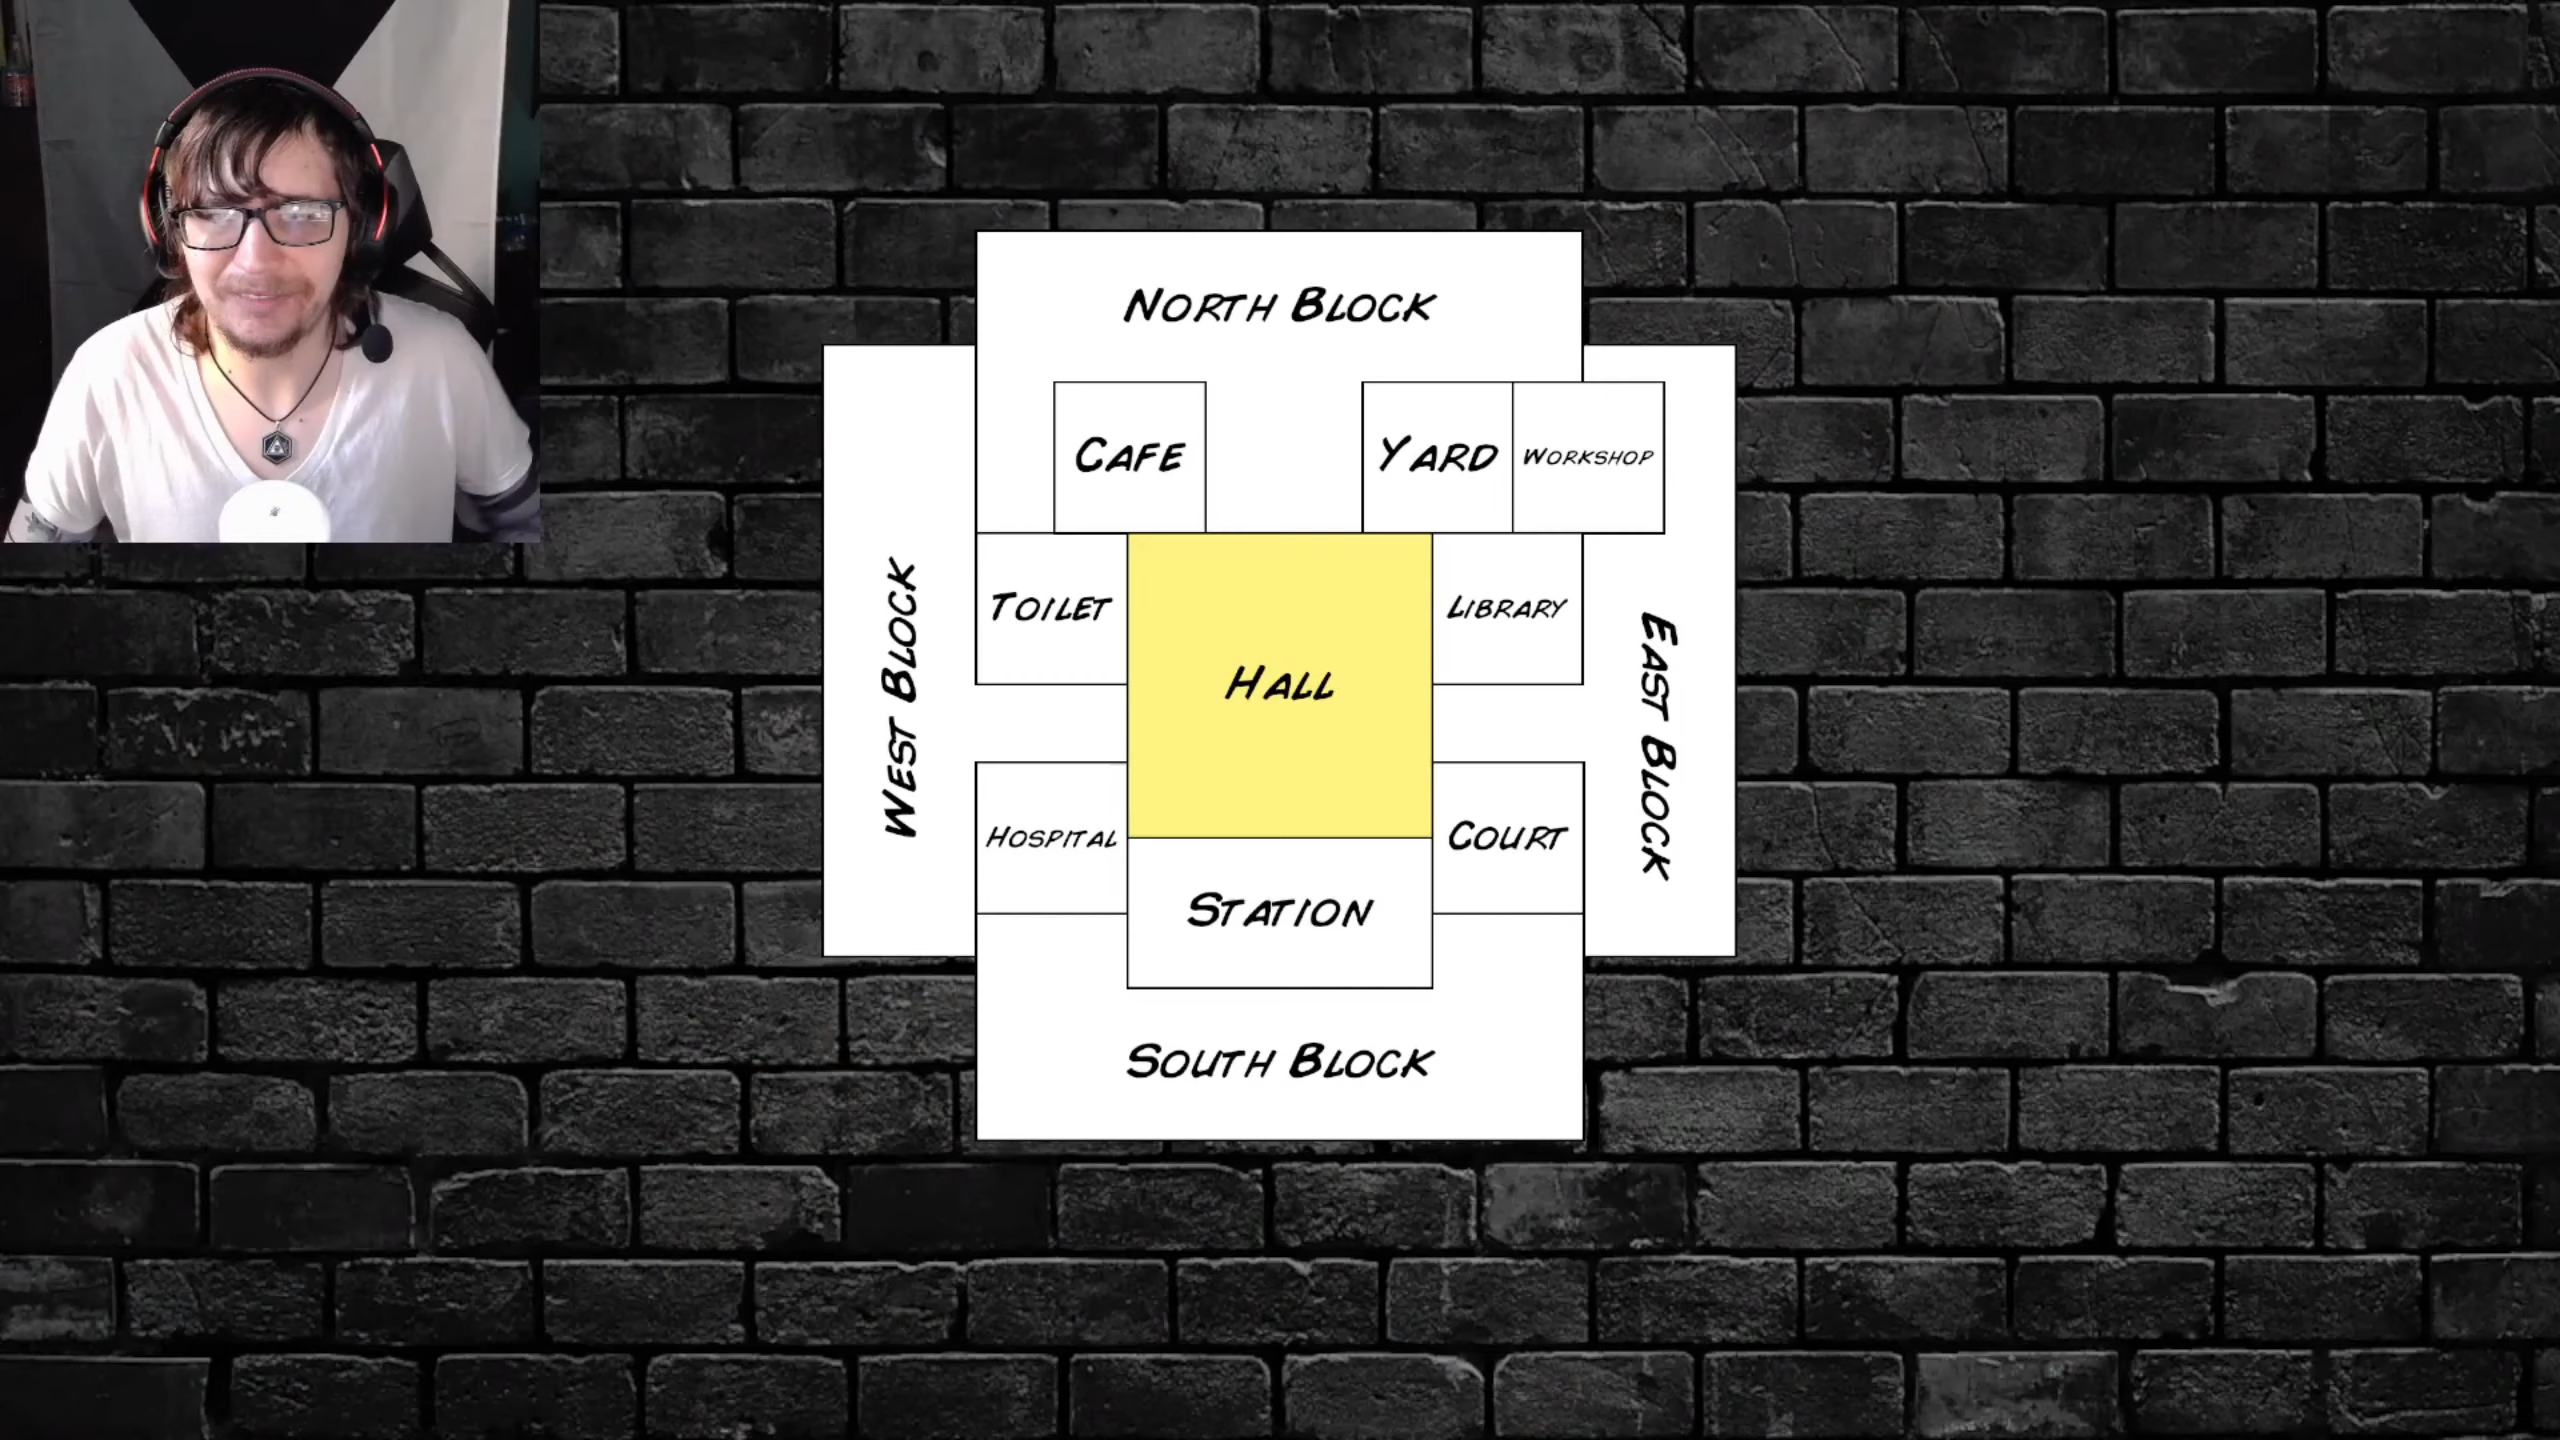 North Block
Cafe
Yard
Workshop
Toilet
Library
West Block
Hall
East Block
Hospital
Court
Station
South Block